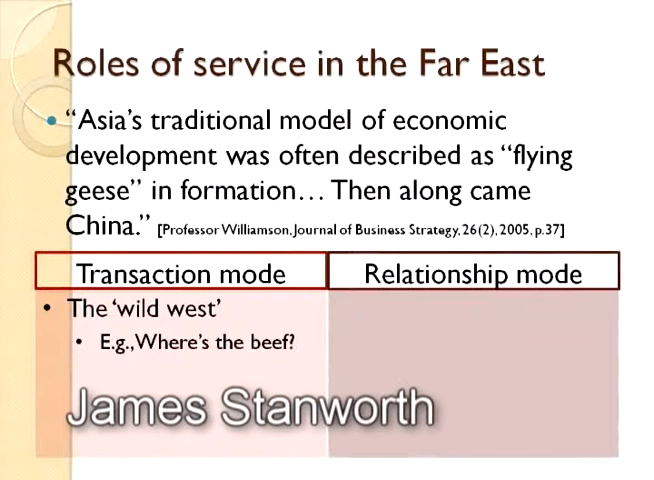 Roles of service in the Far East
• “Asia’s traditional model of economic
development was often described as “flying
geese” in formation… Then along came
China.” [Professor Williamson, Journal of Business Strategy, 26(2), 2005, p.37]
Transaction mode
Relationship mode
• The ‘wild west’
• E.g., Where’s the beef?
James Stanworth